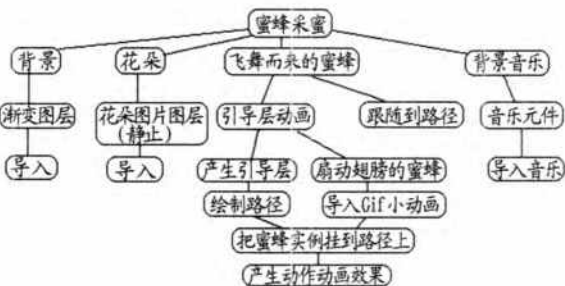 蜜蜂采蜜
背景
花朵
飞舞而来的蜜蜂
背景音乐
渐变图层
花朵图片图层
(静止)
引导层动画
跟随到路径
音乐元件
导入
导入
产生引导层
扇动翅膀的蜜蜂
导入音乐
绘制路径
导入Gif小动画
把蜜蜂实例挂到路径上
产生动作动画效果